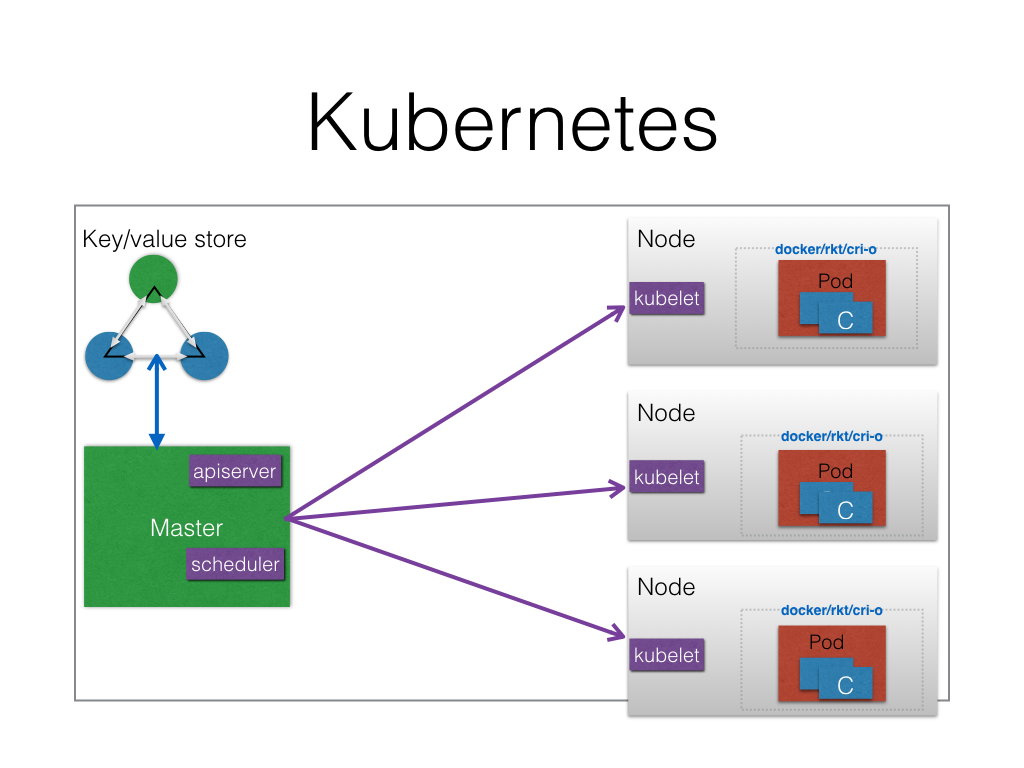 Kubernetes
Key/value store
apiserver
Master
scheduler
Node
docker/rkt/cri-o
kubelet
Pod
C
Node
docker/rkt/cri-o
kubelet
Pod
C
Node
docker/rkt/cri-o
kubelet
Pod
C